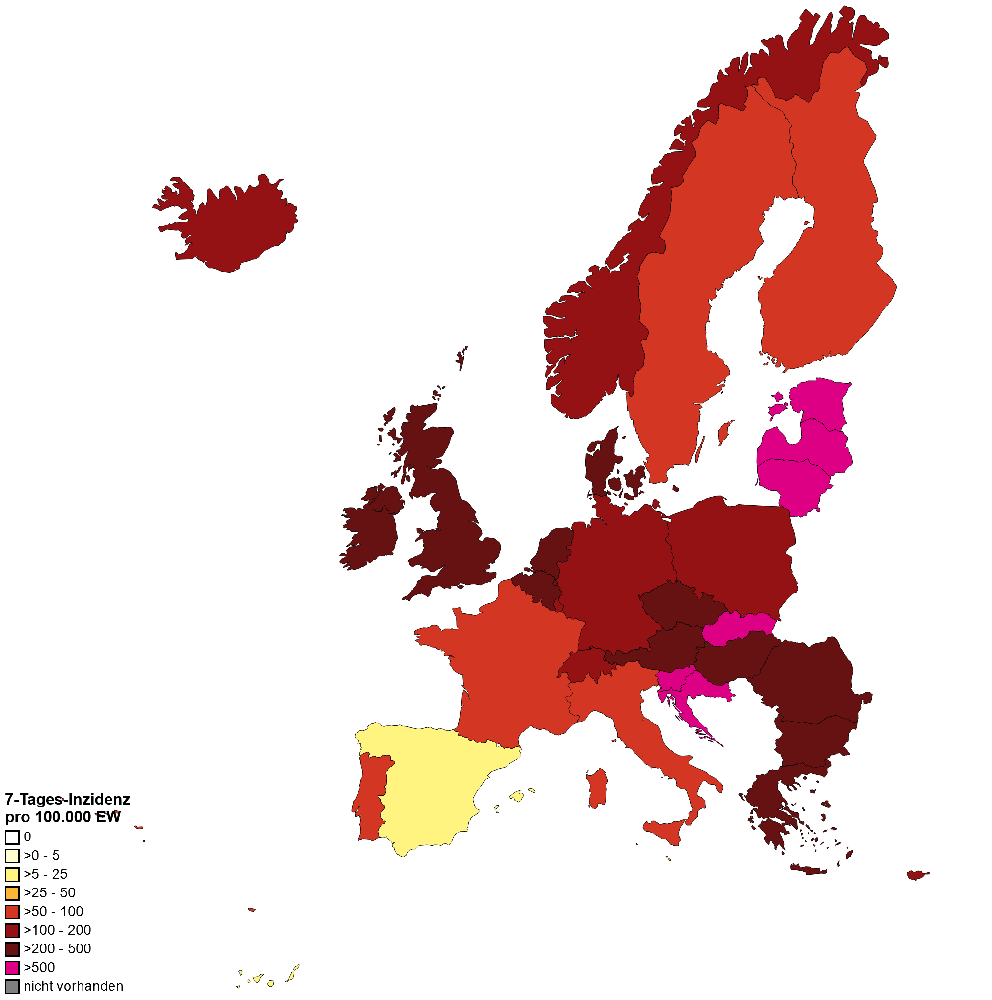 7-Tages-Inzidenz
pro 100.000 EW
0
>0 - 5
>5 - 25
>25 - 50
>50 - 100
>100 - 200
>200 - 500
>500
nicht vorhanden